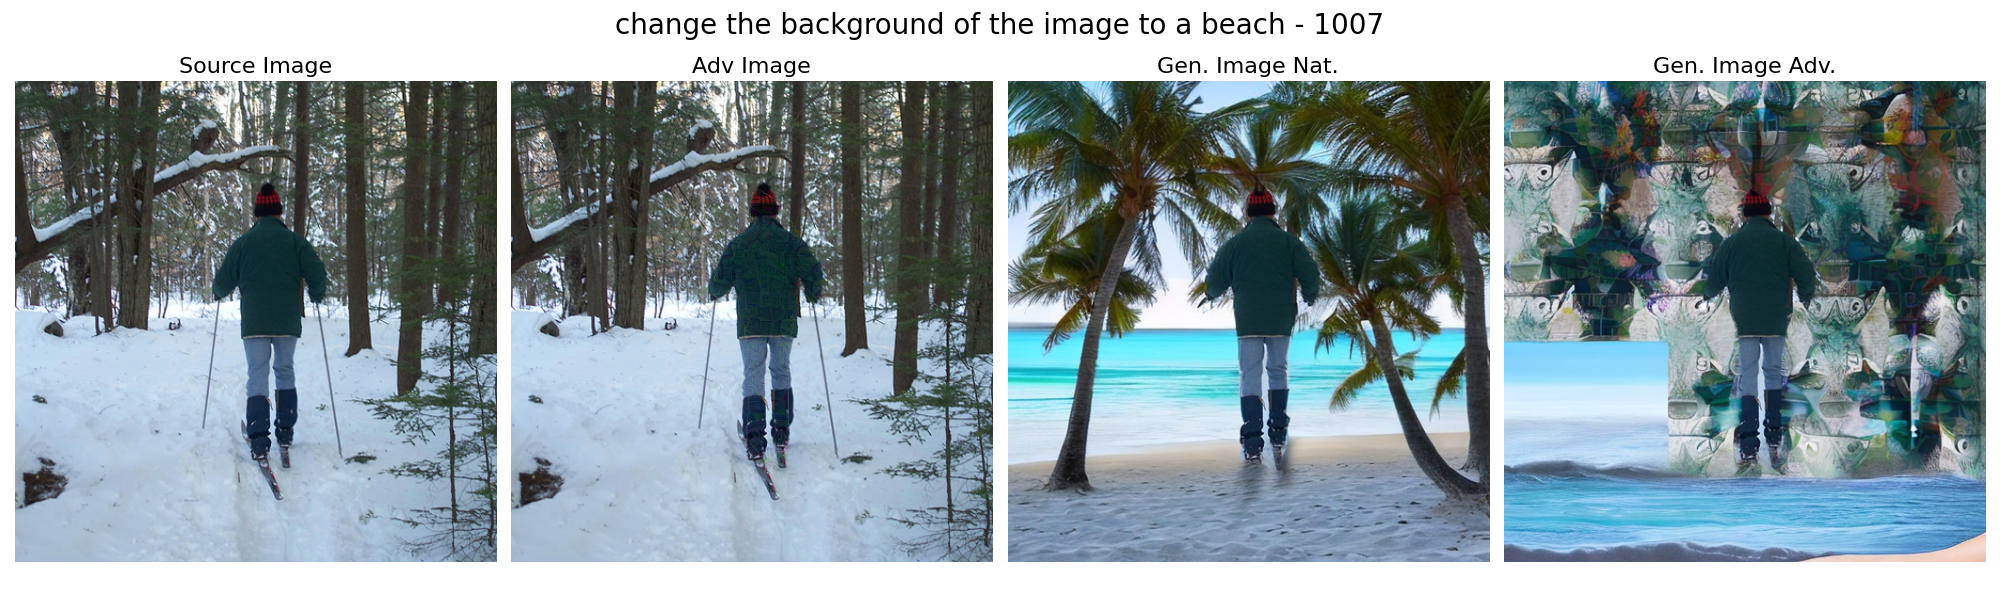 change the background of the image to a beach - 1007
Source Image
Adv Image
Gen. Image Nat.
Gen. Image Adv.